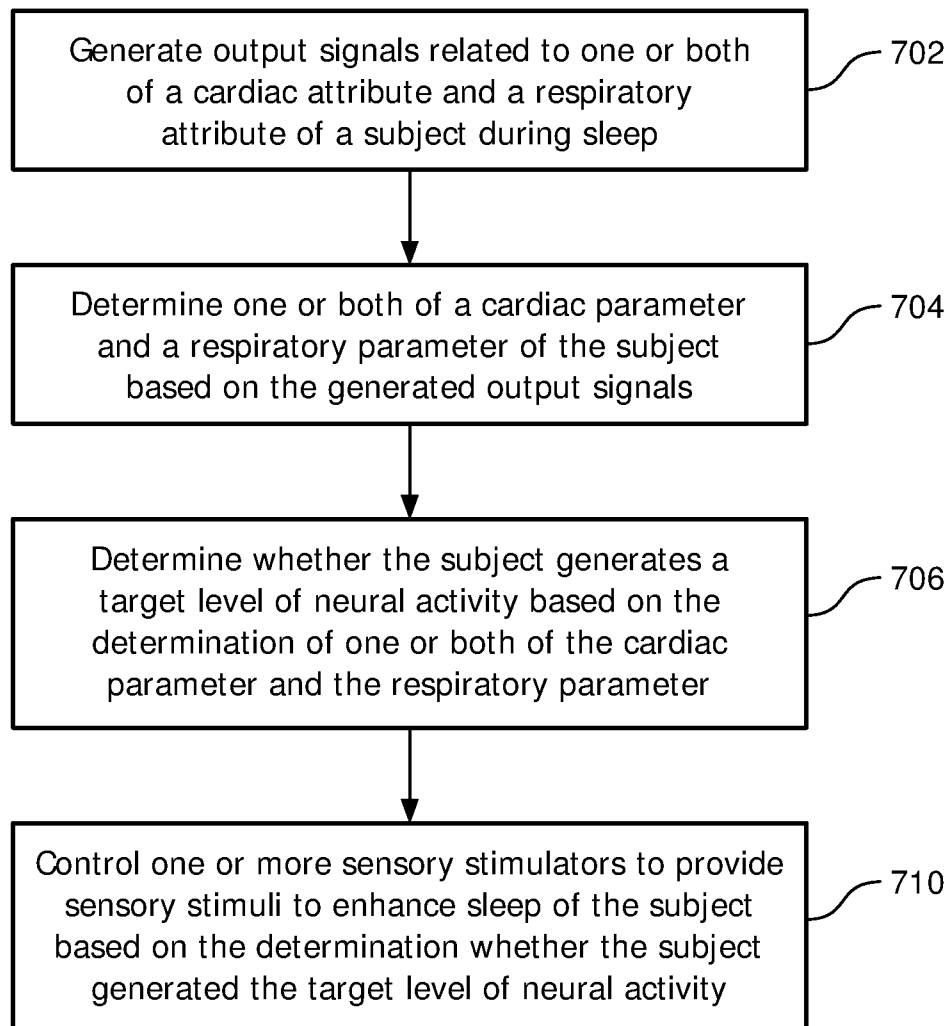 Generate output signals related to one or both
of a cardiac attribute and a respiratory
attribute of a subject during sleep
702
Determine one or both of a cardiac parameter
and a respiratory parameter of the subject
based on the generated output signals
704
Determine whether the subject generates a
target level of neural activity based on the
determination of one or both of the cardiac
parameter and the respiratory parameter
706
Control one or more sensory stimulators to provide
sensory stimuli to enhance sleep of the subject
based on the determination whether the subject
generated the target level of neural activity
710